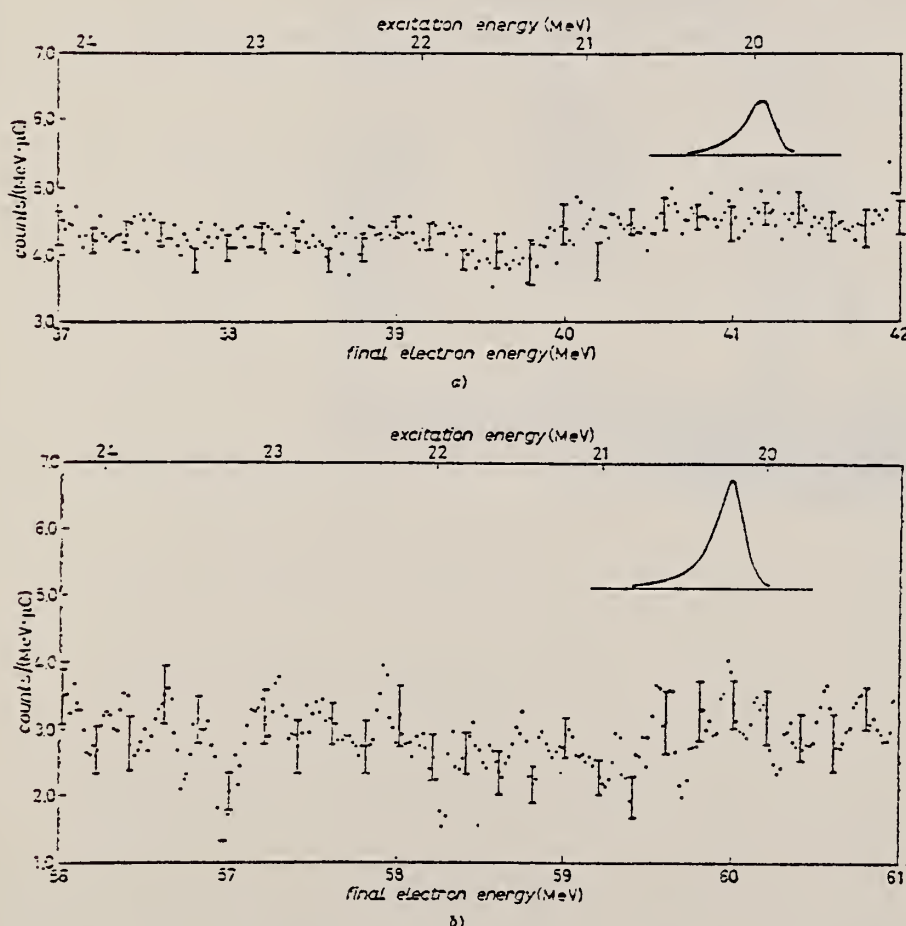 excitation energy (MeV)
24 23 22 21 20
7.0
6.0
5.0
4.0
3.0
counts/(MeV·μC)
37 38 39 40 41 42
final electron energy (MeV)
a)
excitation energy (MeV)
24 23 22 21 20
7.0
6.0
5.0
4.0
3.0
2.0
1.0
counts/(MeV·μC)
56 57 58 59 60 61
final electron energy (MeV)
b)